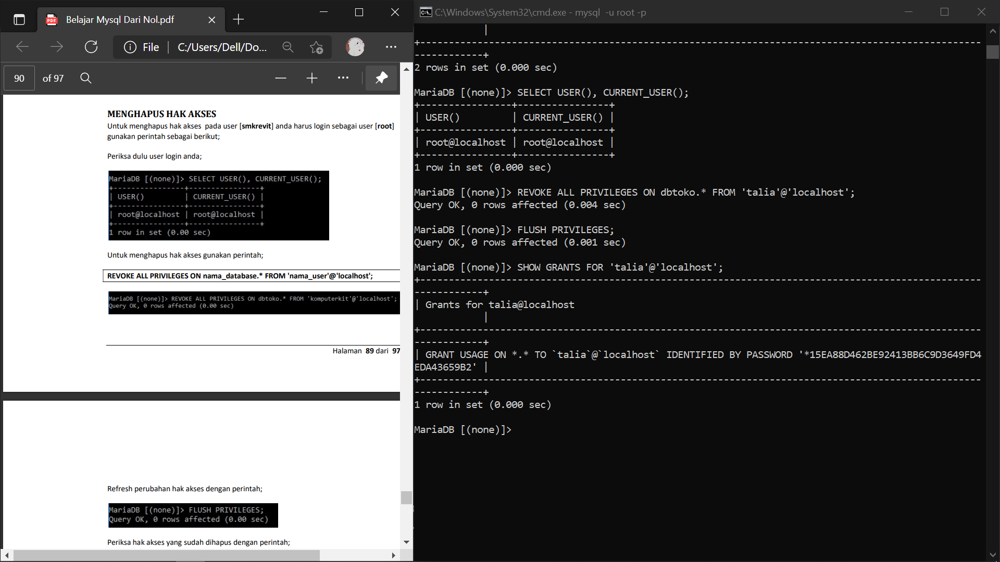 Belajar Mysql Dari Nol.pdf
File
C:/Users/Dell/Do...
90 of 97
MENGHAPUS HAK AKSES
Untuk menghapus hak akses pada user [smkrevit] anda harus login sebagai user [root]
gunakan perintah sebagai berikut;
Periksa dulu user login anda;
MariaDB [(none)]> SELECT USER(), CURRENT_USER();
+----------------+----------------+
| USER()         | CURRENT_USER() |
+----------------+----------------+
| root@localhost | root@localhost |
+----------------+----------------+
1 row in set (0.00 sec)
Untuk menghapus hak akses gunakan perintah;
REVOKE ALL PRIVILEGES ON nama_database.* FROM 'nama_user'@'localhost';
MariaDB [(none)]> REVOKE ALL PRIVILEGES ON dbtoko.* FROM 'komputerkit'@'localhost';
Query OK, 0 rows affected (0.00 sec)
Halaman 89 dari 97
Refresh perubahan hak akses dengan perintah;
MariaDB [(none)]> FLUSH PRIVILEGES;
Query OK, 0 rows affected (0.00 sec)
Periksa hak akses yang sudah dihapus dengan perintah;
C:\Windows\System32\cmd.exe - mysql  -u root -p
2 rows in set (0.000 sec)
MariaDB [(none)]> SELECT USER(), CURRENT_USER();
+----------------+----------------+
| USER()         | CURRENT_USER() |
+----------------+----------------+
| root@localhost | root@localhost |
+----------------+----------------+
1 row in set (0.000 sec)
MariaDB [(none)]> REVOKE ALL PRIVILEGES ON dbtoko.* FROM 'talia'@'localhost';
Query OK, 0 rows affected (0.004 sec)
MariaDB [(none)]> FLUSH PRIVILEGES;
Query OK, 0 rows affected (0.001 sec)
MariaDB [(none)]> SHOW GRANTS FOR 'talia'@'localhost';
| Grants for talia@localhost
|
| GRANT USAGE ON *.* TO `talia`@`localhost` IDENTIFIED BY PASSWORD '*15EA88D462BE92413BB6C9D3649FD4
EDA43659B2' |
1 row in set (0.000 sec)
MariaDB [(none)]>